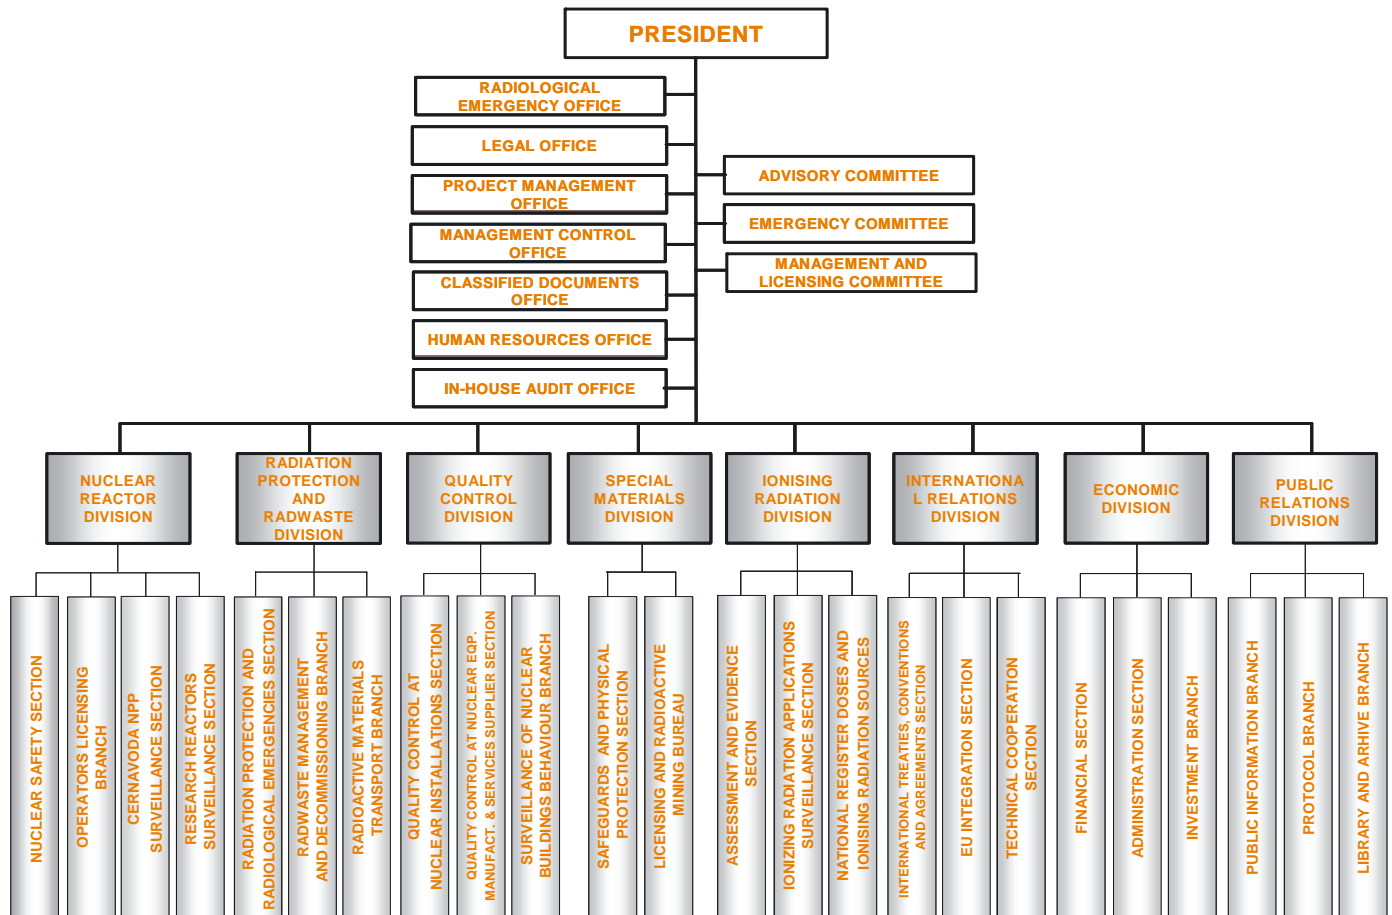 PRESIDENT
RADIOLOGICAL
EMERGENCY OFFICE
LEGAL OFFICE
PROJECT MANAGEMENT
OFFICE
MANAGEMENT CONTROL
OFFICE
CLASSIFIED DOCUMENTS
OFFICE
HUMAN RESOURCES OFFICE
IN-HOUSE AUDIT OFFICE
ADVISORY COMMITTEE
EMERGENCY COMMITTEE
MANAGEMENT AND
LICENSING COMMITTEE
NUCLEAR
REACTOR
DIVISION
RADIATION
PROTECTION
AND
RADWASTE
DIVISION
QUALITY
CONTROL
DIVISION
SPECIAL
MATERIALS
DIVISION
IONISING
RADIATION
DIVISION
INTERNATIONA
L RELATIONS
DIVISION
ECONOMIC
DIVISION
PUBLIC
RELATIONS
DIVISION
NUCLEAR SAFETY SECTION
OPERATORS LICENSING
BRANCH
CERNAVODA NPP
SURVEILLANCE SECTION
RESEARCH REACTORS
SURVEILLANCE SECTION
RADIATION PROTECTION AND
RADIOLOGICAL EMERGENCIES SECTION
RADWASTE MANAGEMENT
AND DECOMMISSIONING BRANCH
RADIOACTIVE MATERIALS
TRANSPORT BRANCH
QUALITY CONTROL AT
NUCLEAR INSTALLATIONS SECTION
QUALITY CONTROL AT NUCLEAR EQP.
MANUFACT. & SERVICES SUPPLIER SECTION
SURVEILLANCE OF NUCLEAR
BUILDINGS BEHAVIOUR BRANCH
SAFEGUARDS AND PHYSICAL
PROTECTION SECTION
LICENSING AND RADIOACTIVE
MINING BUREAU
ASSESSMENT AND EVIDENCE
SECTION
IONIZING RADIATION APPLICATIONS
SURVEILLANCE SECTION
NATIONAL REGISTER DOSES AND
IONISING RADIATION SOURCES
INTERNATIONAL TREATIES, CONVENTIONS
AND AGREEMENTS SECTION
EU INTEGRATION SECTION
TECHNICAL COOPERATION
SECTION
FINANCIAL SECTION
ADMINISTRATION SECTION
INVESTMENT BRANCH
PUBLIC INFORMATION BRANCH
PROTOCOL BRANCH
LIBRARY AND ARHIVE BRANCH